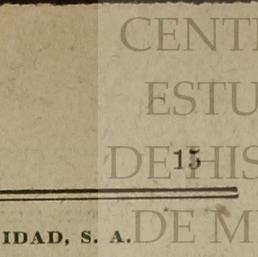 CENT
ESTU
DE HIS
15
IDAD, S. A.
DE M